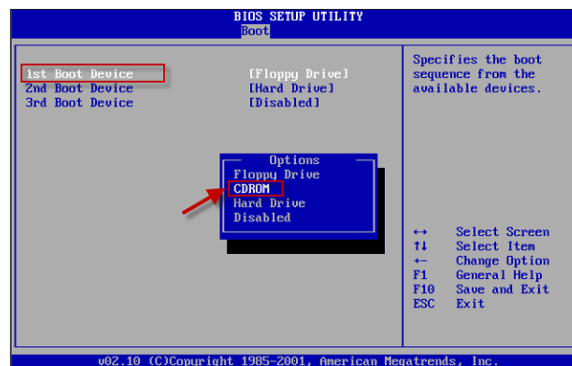 BIOS SETUP UTILITY
Boot
1st Boot Device [Floppy Drive]
2nd Boot Device [Hard Drive]
3rd Boot Device [Disabled]
Specifies the boot
sequence from the
available devices.
Options
Floppy Drive
CDROM
Hard Drive
Disabled
↔ Select Screen
↑↓ Select Item
+- Change Option
F1 General Help
F10 Save and Exit
ESC Exit
v02.10 (C)Copyright 1985-2001, American Megatrends, Inc.